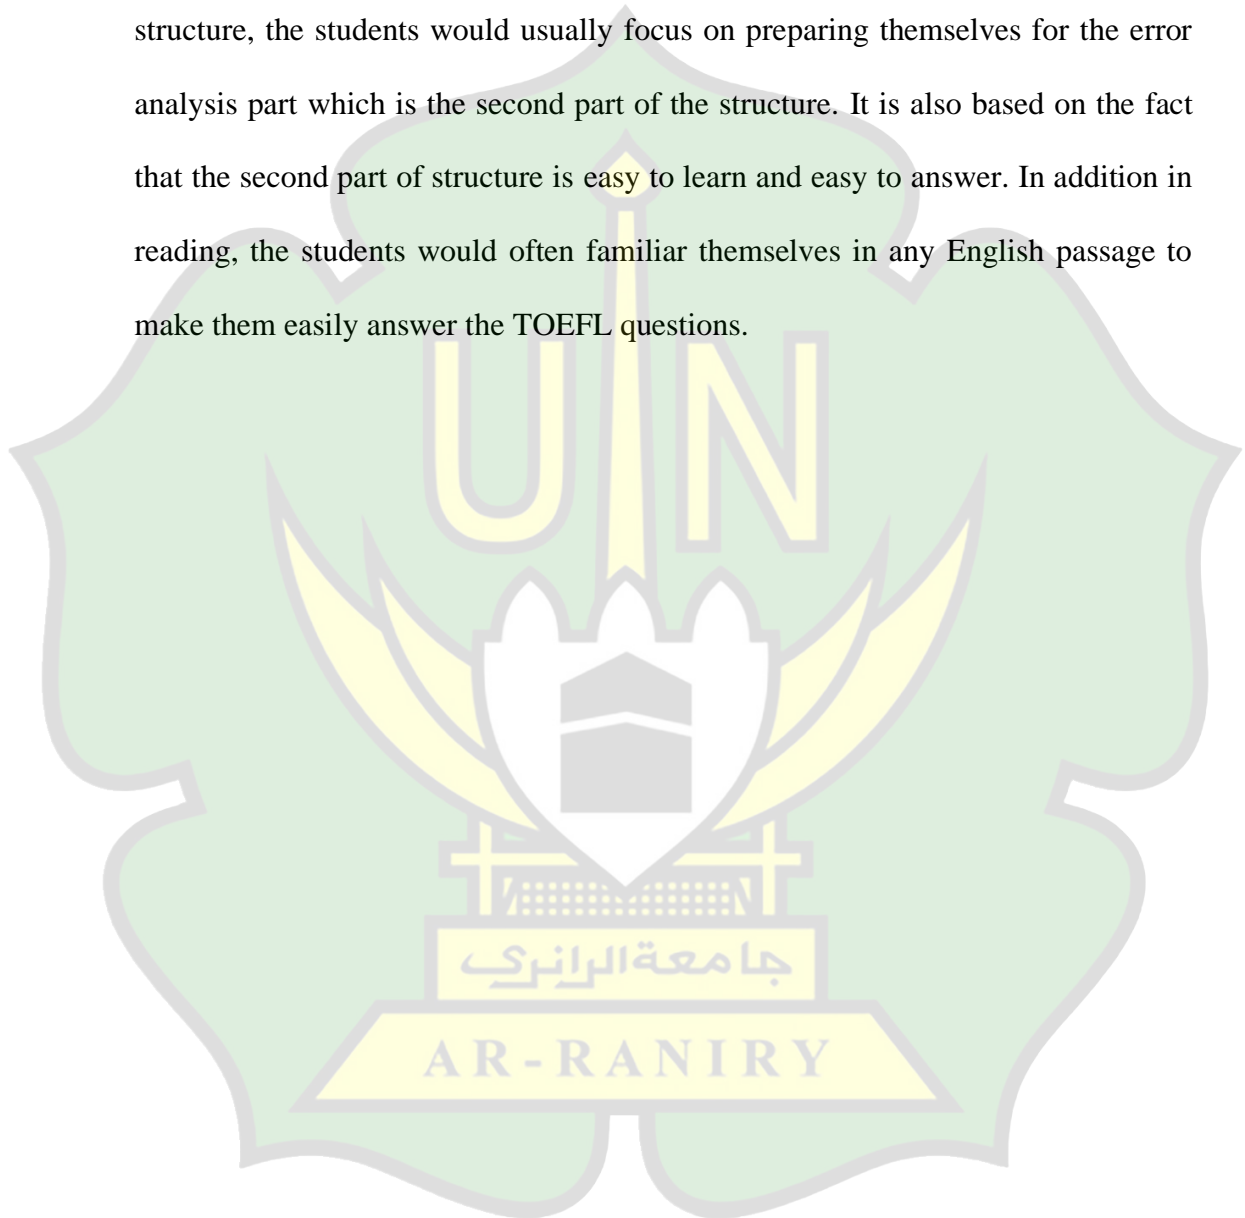 structure, the students would usually focus on preparing themselves for the error
analysis part which is the second part of the structure. It is also based on the fact
that the second part of structure is easy to learn and easy to answer. In addition in
reading, the students would often familiar themselves in any English passage to
make them easily answer the TOEFL questions.
UIN
جامعة الرانري
AR-RANIRY